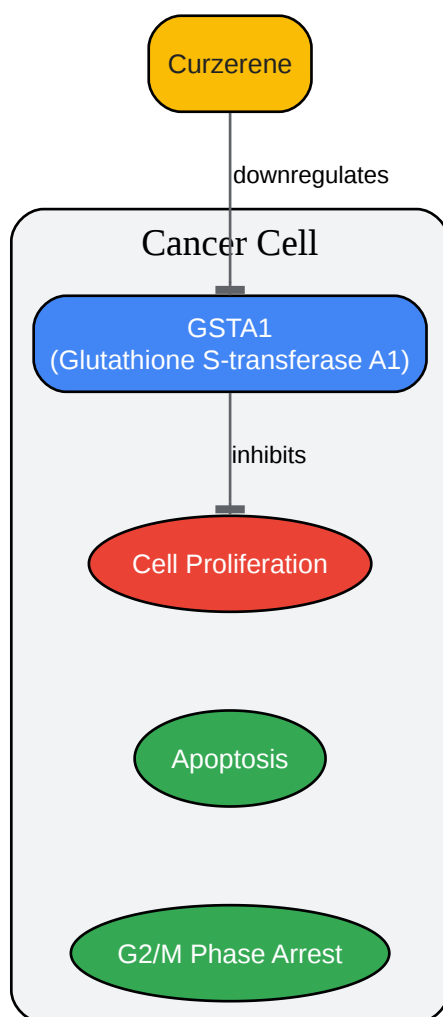 Curzerene
downregulates
Cancer Cell
GSTA1
(Glutathione S-transferase A1)
inhibits
Cell Proliferation
Apoptosis
G2/M Phase Arrest